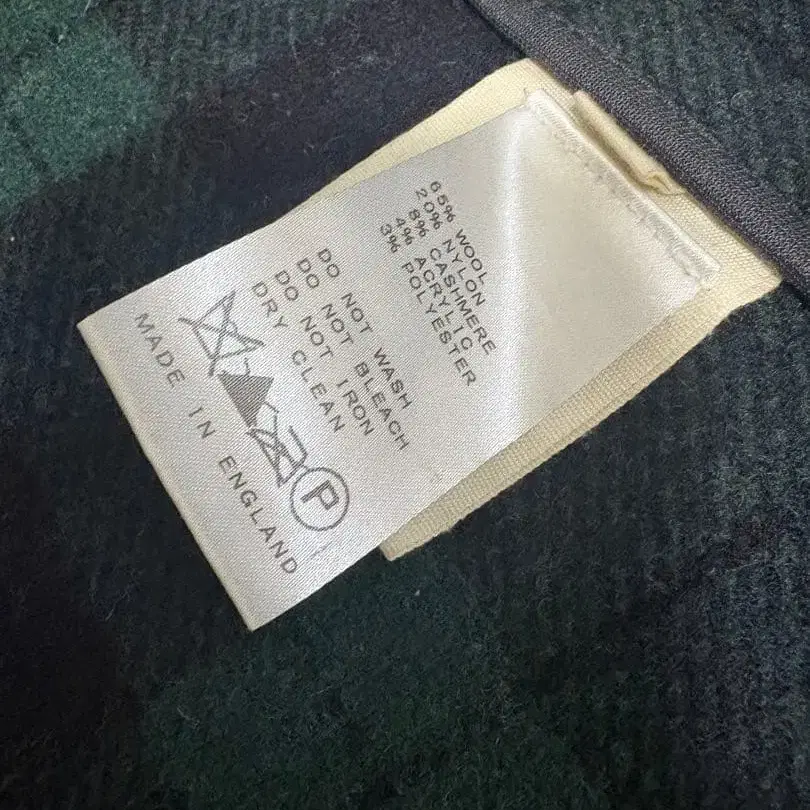 65% WOOL
20% NYLON
8% CASHMERE
4% ACRYLIC
3% POLYESTER
DO NOT WASH
DO NOT BLEACH
DO NOT IRON
DRY CLEAN
P
MADE IN ENGLAND